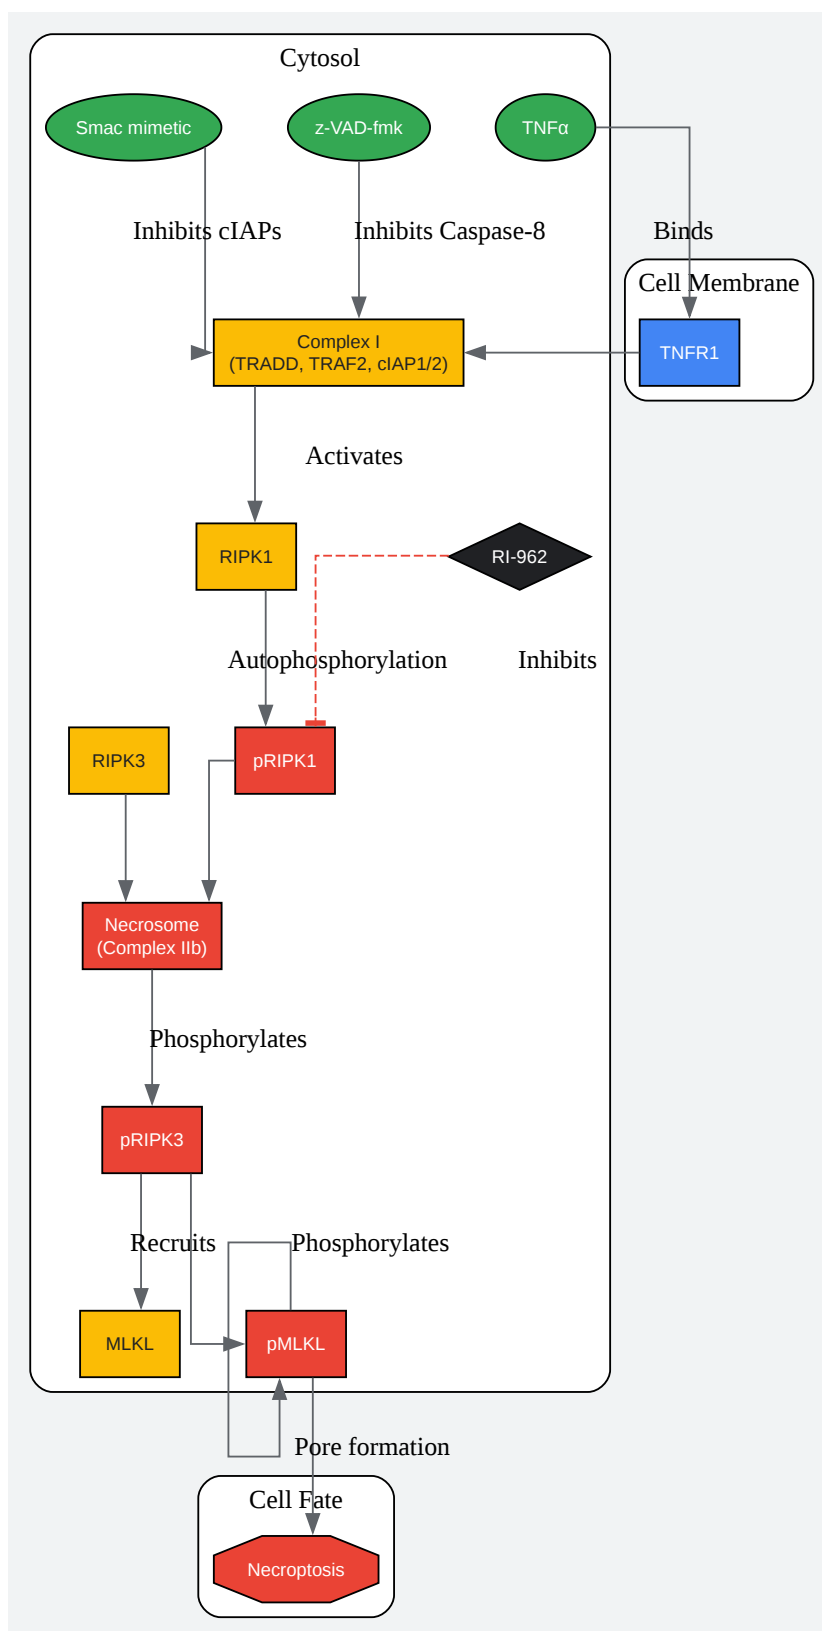 Cytosol
Smac mimetic
z-VAD-fmk
TNFα
Inhibits cIAPs
Inhibits Caspase-8
Binds
Cell Membrane
Complex I
(TRADD, TRAF2, cIAP1/2)
TNFR1
Activates
RIPK1
RI-962
Autophosphorylation
Inhibits
RIPK3
pRIPK1
Necrosome
(Complex IIb)
Phosphorylates
pRIPK3
Recruits
Phosphorylates
MLKL
pMLKL
Pore formation
Cell Fate
Necroptosis